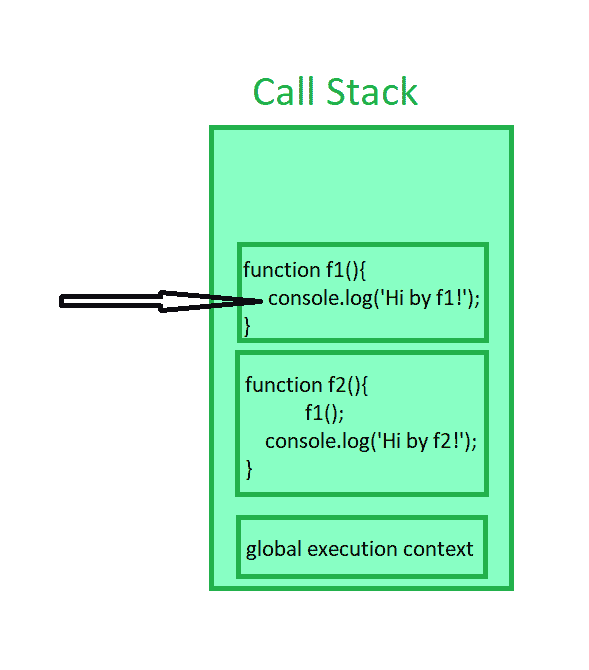 Call Stack
function f1(){
console.log('Hi by f1!');
}
function f2(){
f1();
console.log('Hi by f2!');
}
global execution context